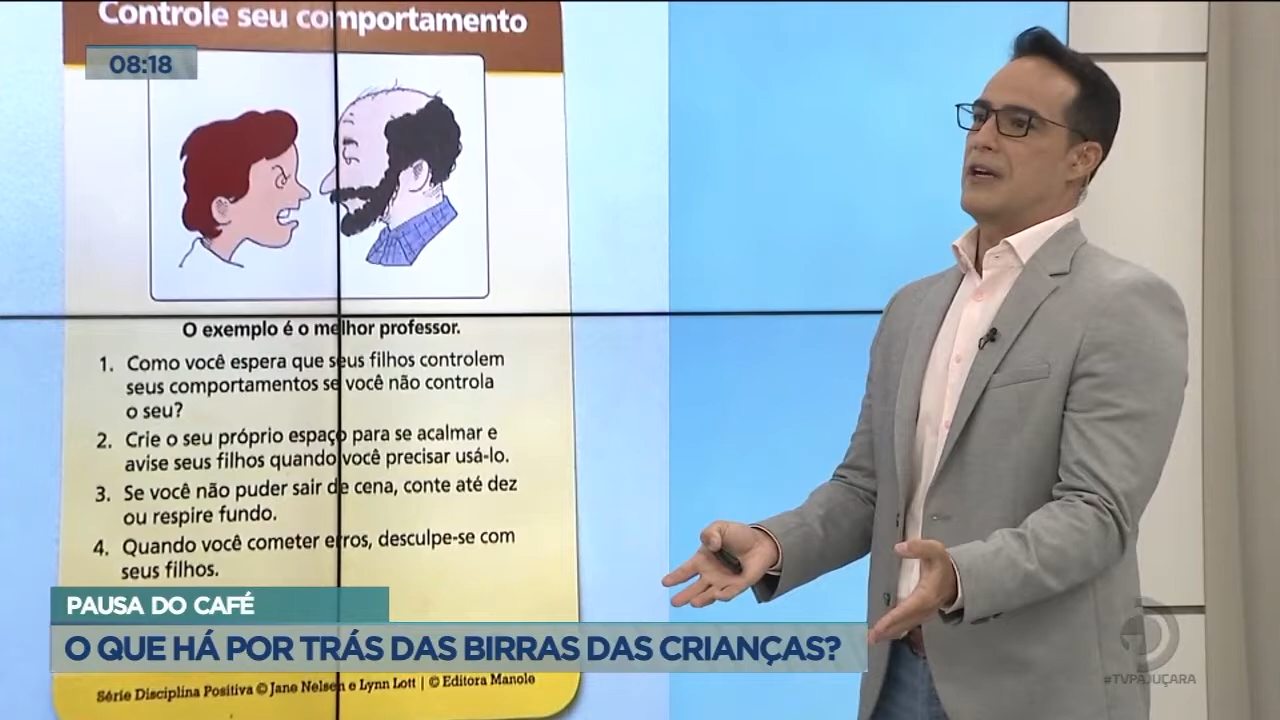 Controle seu comportamento
08:18
O exemplo é o melhor professor.
1. Como você espera que seus filhos controlem
seus comportamentos se você não controla
o seu?
2. Crie o seu próprio espaço para se acalmar e
avise seus filhos quando você precisar usá-lo.
3. Se você não puder sair de cena, conte até dez
ou respire fundo.
4. Quando você cometer erros, desculpe-se com
seus filhos.
PAUSA DO CAFÉ
O QUE HÁ POR TRÁS DAS BIRRAS DAS CRIANÇAS?
Série Disciplina Positiva © Jane Nelsen e Lynn Lott | © Editora Manole
#TVPAJUÇARA